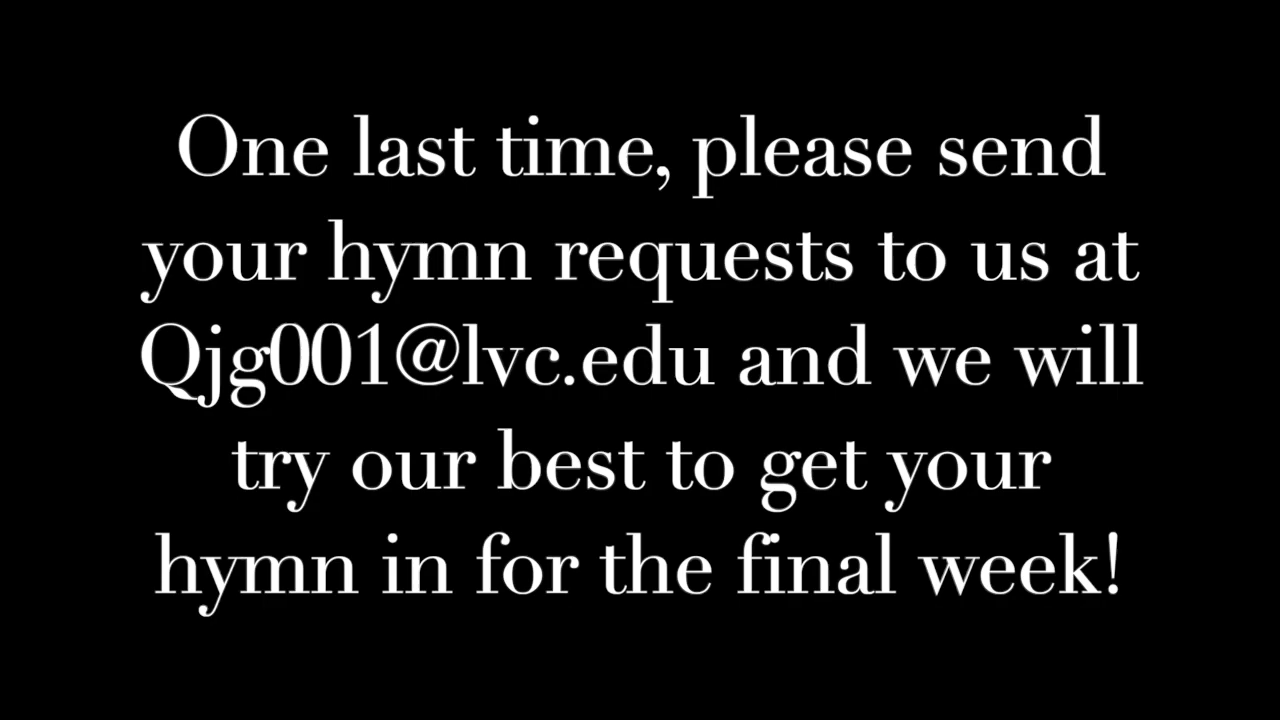 One last time, please send
your hymn requests to us at
Qjg001@lvc.edu and we will
try our best to get your
hymn in for the final week!